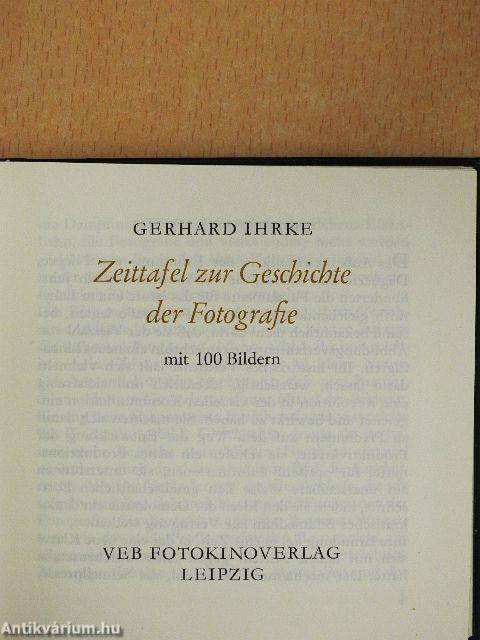 GERHARD IHRKE
Zeittafel zur Geschichte
der Fotografie
mit 100 Bildern
VEB FOTOKINOVERLAG
LEIPZIG
Antikvárium.hu